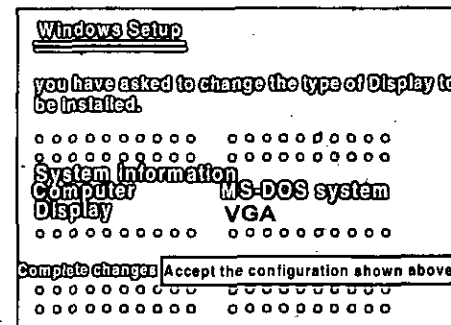 Windows Setup
you have asked to change the type of Display to
be installed.
System Information
Computer MS-DOS system
Display VGA
Complete changes Accept the configuration shown above